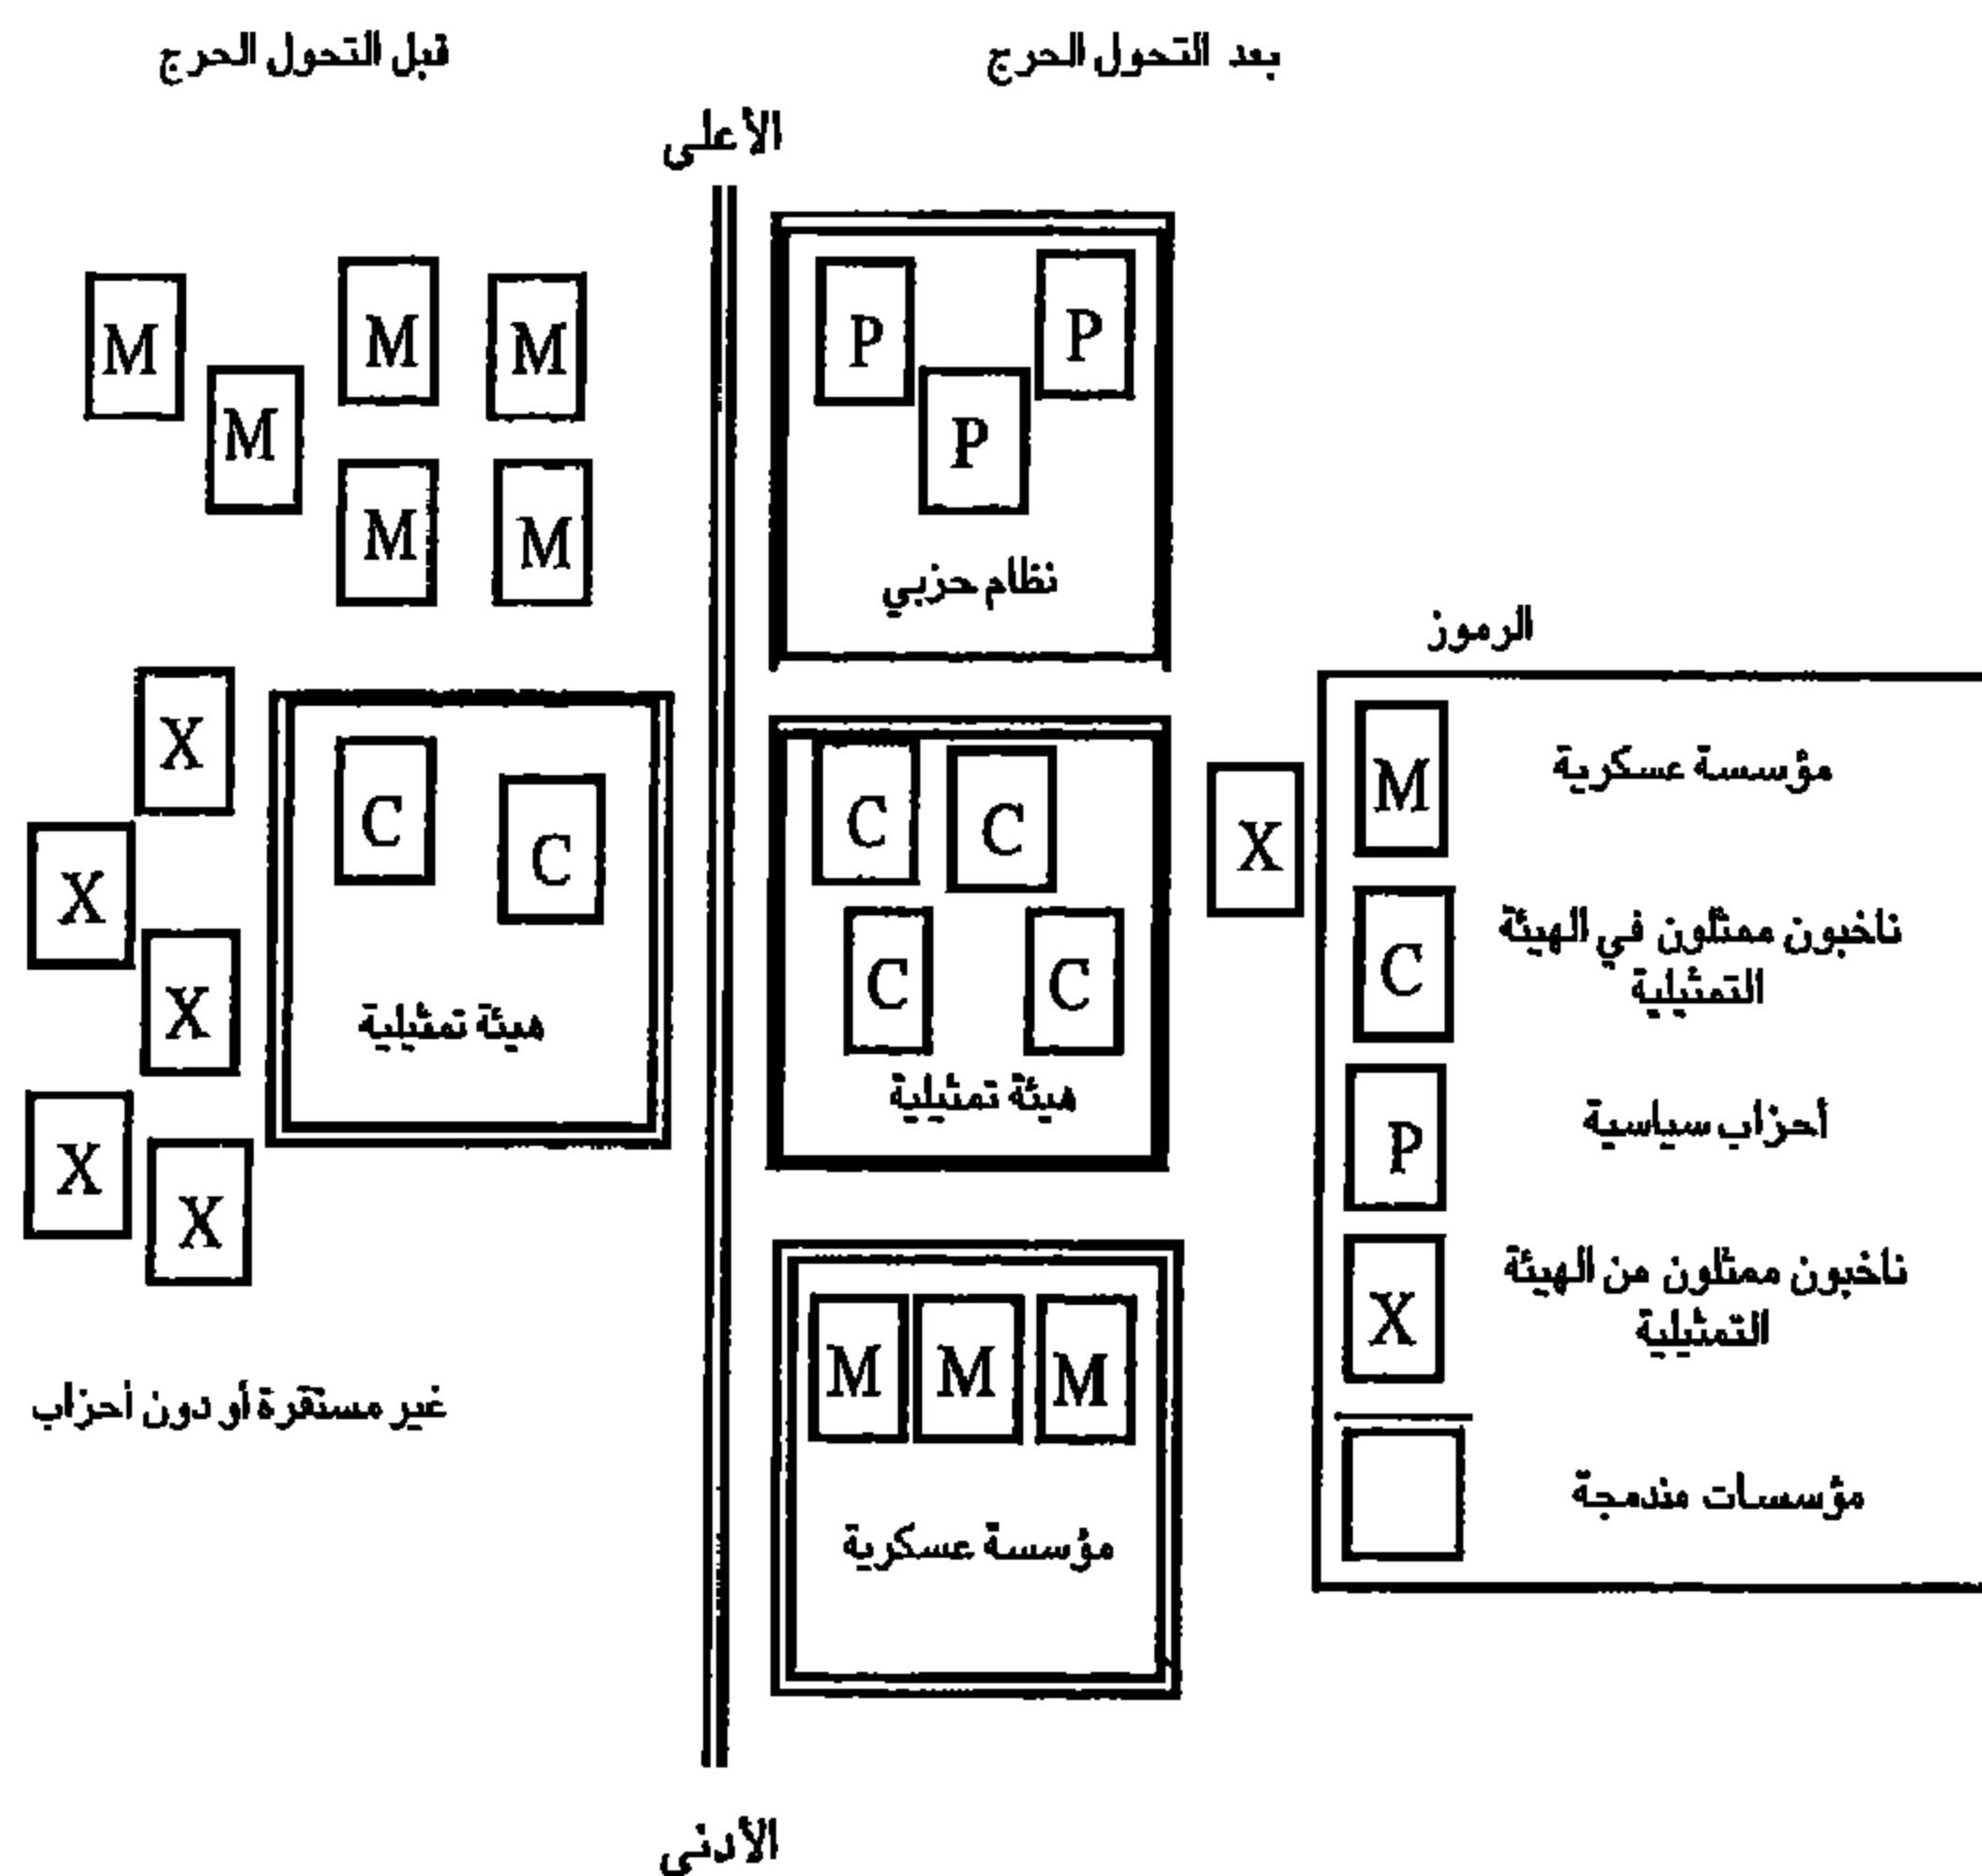 قبل التحول الحرج
بعد التحول الحرج
الأعلى
M
M
M
M
M
M
X
X
X
X
X
C
C
هيئة تمثيلية
غير مستقرة أو دون أحزاب
P
P
P
نظام حزبي
C
C
C
C
هيئة تمثيلية
X
M
M
M
مؤسسة عسكرية
الأدنى
الرموز
M مؤسسة عسكرية
C ناخبون ممثلون في الهيئة
التمثيلية
P أحزاب سياسية
X ناخبون ممثلون من الهيئة
التمثيلية
مؤسسات مندمجة